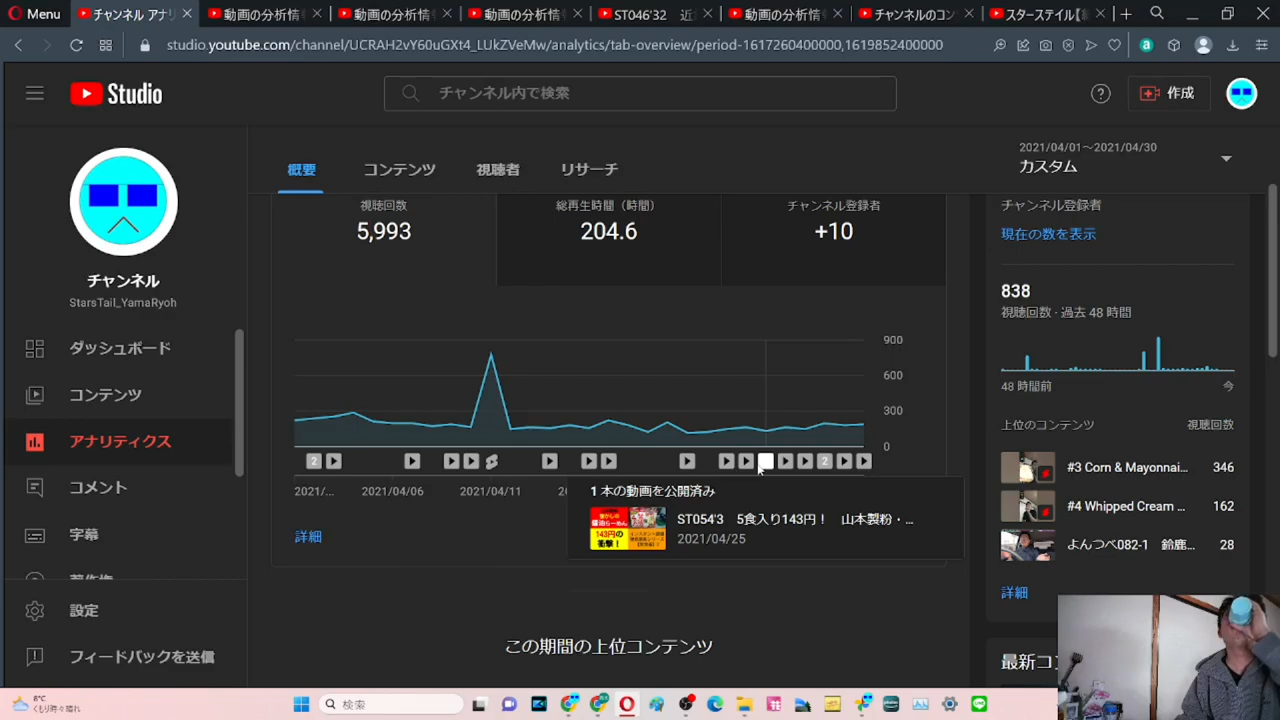 Menu
チャンネル アナリ
動画の分析情
動画の分析情
動画の分析情
ST046'32 近
動画の分析情
チャンネルのコン
スターステイル【
studio.youtube.com/channel/UCRAH2vY60uGXt4_LUkZVeMw/analytics/tab-overview/period-1617260400000,1619852400000
Studio
チャンネル内で検索
作成
チャンネル
StarsTail_YamaRyoh
ダッシュボード
コンテンツ
アナリティクス
コメント
字幕
設定
フィードバックを送信
概要
コンテンツ
視聴者
リサーチ
2021/04/01～2021/04/30
カスタム
視聴回数
5,993
総再生時間（時間）
204.6
チャンネル登録者
+10
900
600
300
0
2
2
2021/...
2021/04/06
2021/04/11
1 本の動画を公開済み
ST054'3 5食入り143円！ 山本製粉・...
2021/04/25
詳細
この期間の上位コンテンツ
チャンネル登録者
現在の数を表示
838
視聴回数・過去 48 時間
48 時間前
今
上位のコンテンツ
視聴回数
#3 Corn & Mayonnai...
346
#4 Whipped Cream ...
162
よんつべ082-1 鈴鹿...
28
詳細
最新コ
8°C
くもり時々晴れ
検索